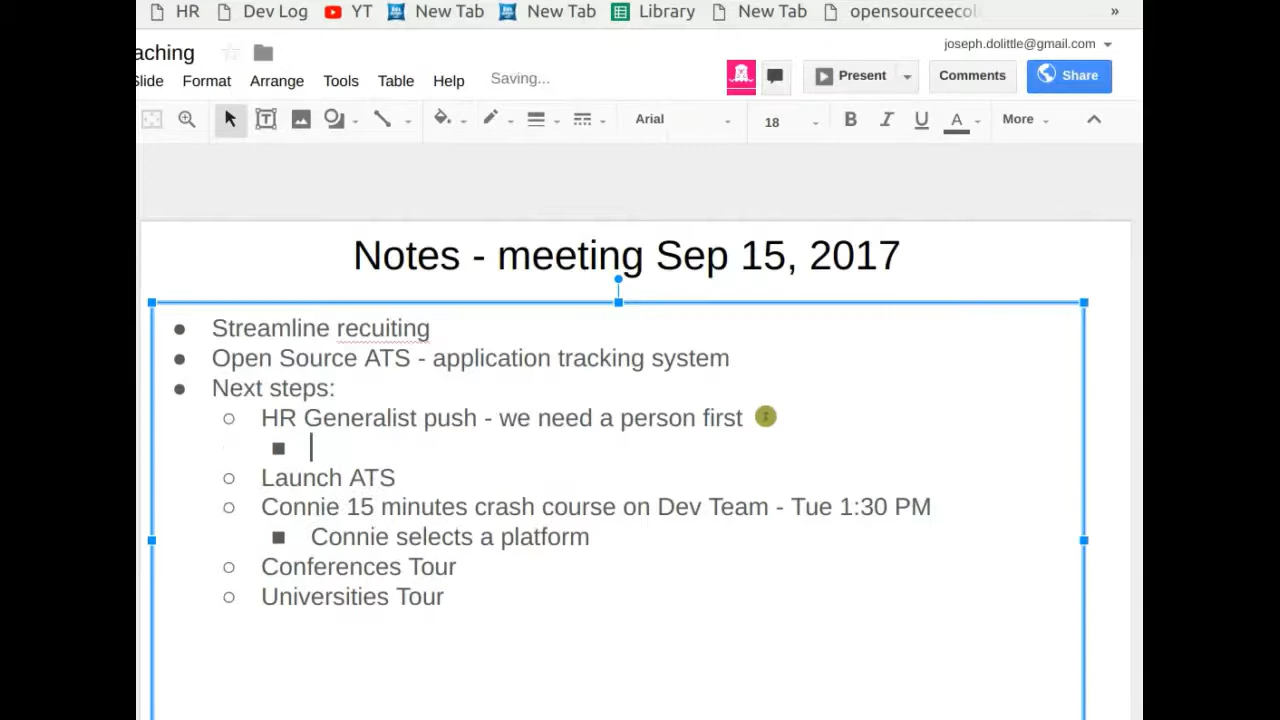 HR Dev Log YT New Tab New Tab Library New Tab opensourceecol »
aching joseph.dolittle@gmail.com
Slide Format Arrange Tools Table Help Saving... Present Comments Share
Arial 18 B I U A More
Notes - meeting Sep 15, 2017
● Streamline recuiting
● Open Source ATS - application tracking system
● Next steps:
○ HR Generalist push - we need a person first
■
○ Launch ATS
○ Connie 15 minutes crash course on Dev Team - Tue 1:30 PM
■ Connie selects a platform
○ Conferences Tour
○ Universities Tour